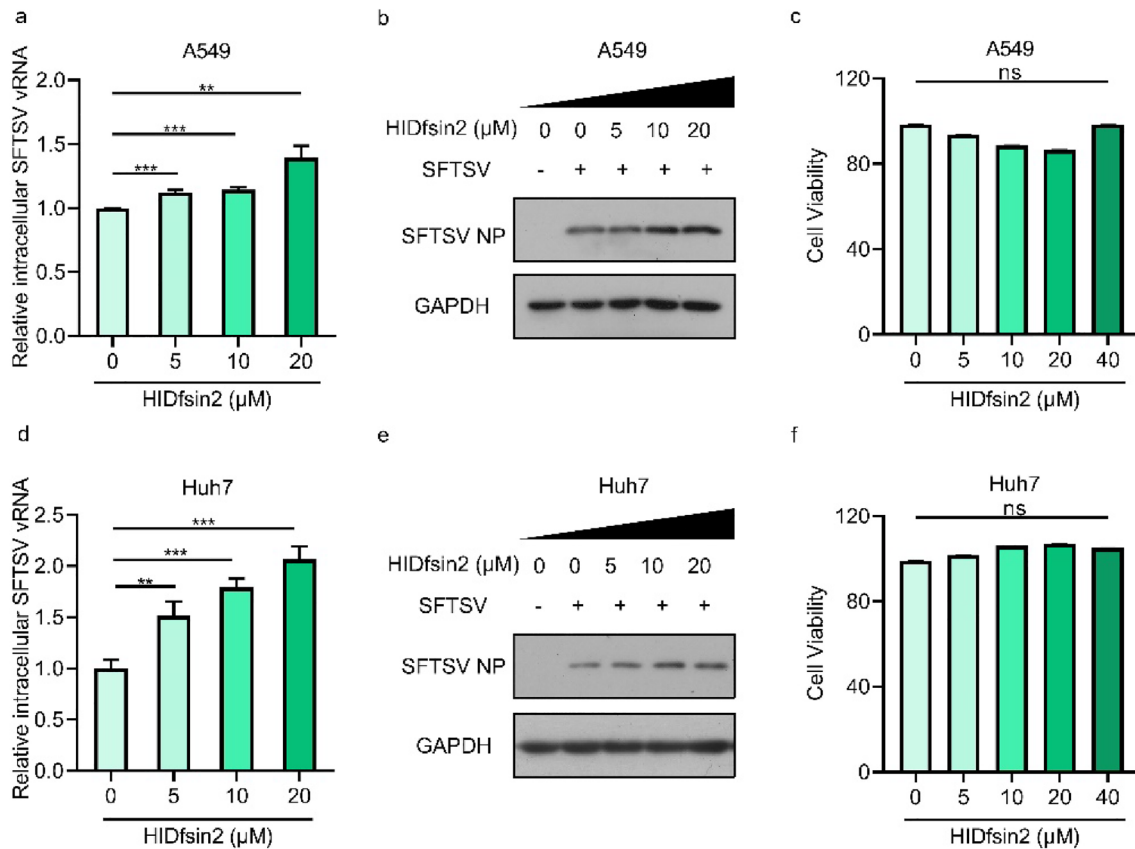 a
A549
Relative intracellular SFTSV vRNA
2.0
1.5
1.0
0.5
0.0
**
***
***
0 5 10 20
HIDfsin2 (µM)
b
A549
HIDfsin2 (µM) 0 0 5 10 20
SFTSV - + + + +
SFTSV NP
GAPDH
c
A549
ns
Cell Viability
120
80
40
0
0 5 10 20 40
HIDfsin2 (µM)
d
Huh7
Relative intracellular SFTSV vRNA
2.5
2.0
1.5
1.0
0.5
0.0
***
***
**
0 5 10 20
HIDfsin2 (µM)
e
Huh7
HIDfsin2 (µM) 0 0 5 10 20
SFTSV - + + + +
SFTSV NP
GAPDH
f
Huh7
ns
Cell Viability
120
80
40
0
0 5 10 20 40
HIDfsin2 (µM)